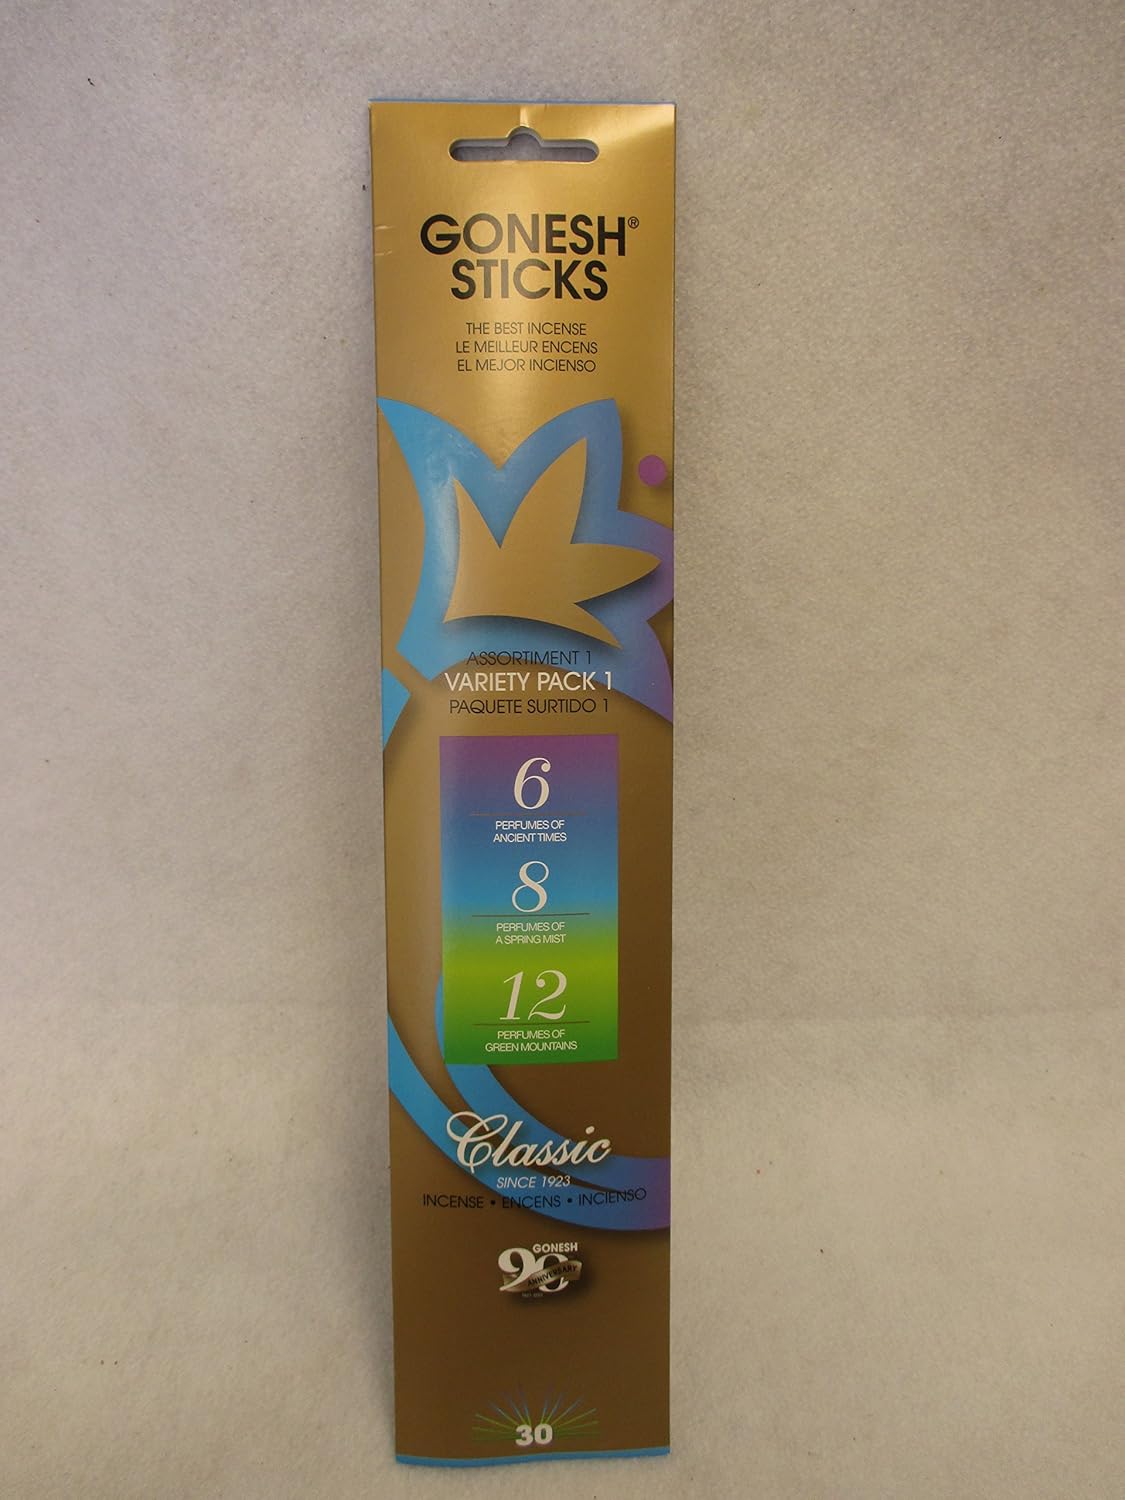 GONESH®
STICKS
THE BEST INCENSE
LE MEILLEUR ENCENS
EL MEJOR INCIENSO
ASSORTIMENT 1
VARIETY PACK 1
PAQUETE SURTIDO 1
6
PERFUMES OF
ANCIENT TIMES
8
PERFUMES OF
A SPRING MIST
12
PERFUMES OF
GREEN MOUNTAINS
Classic
SINCE 1923
INCENSE • ENCENS • INCIENSO
GONESH
90
ANNIVERSARY
30